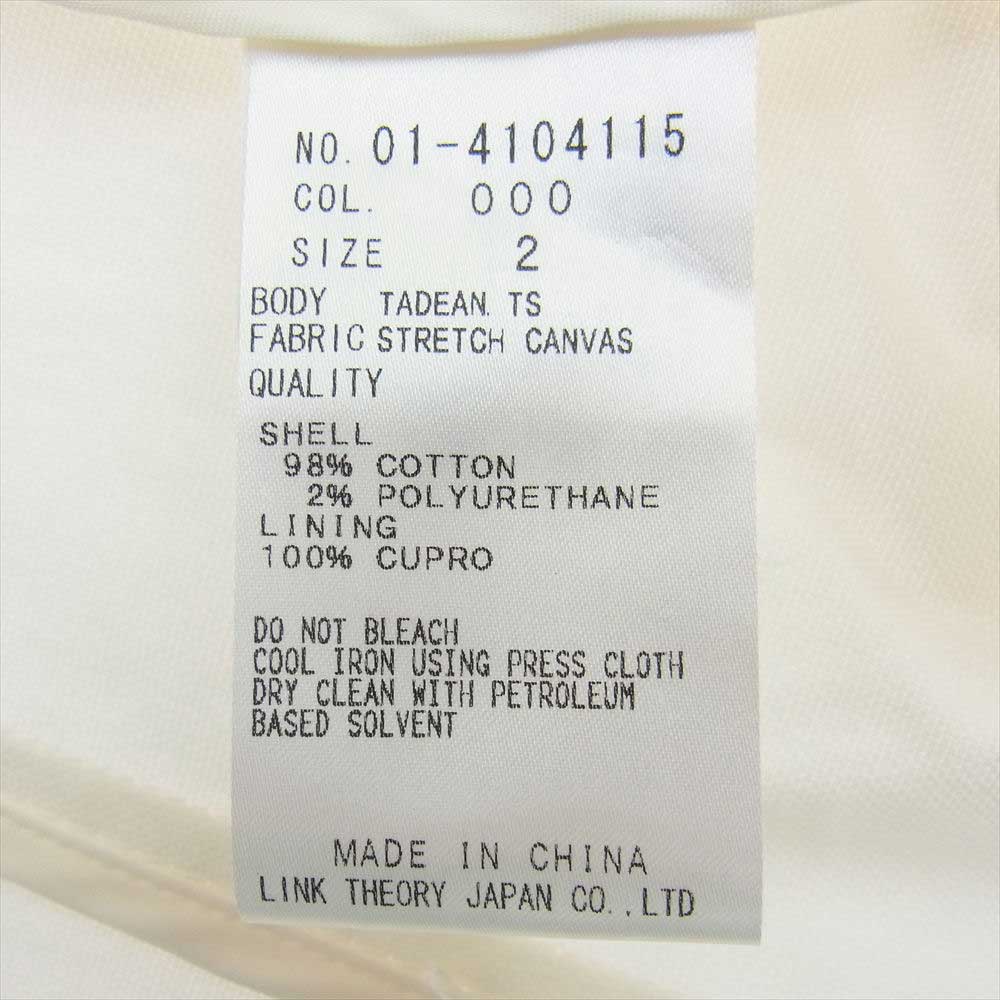 NO. 01-4104115
COL. 000
SIZE 2
BODY TADEAN. TS
FABRIC STRETCH CANVAS
QUALITY
SHELL
98% COTTON
2% POLYURETHANE
LINING
100% CUPRO
DO NOT BLEACH
COOL IRON USING PRESS CLOTH
DRY CLEAN WITH PETROLEUM
BASED SOLVENT
MADE IN CHINA
LINK THEORY JAPAN CO.,LTD